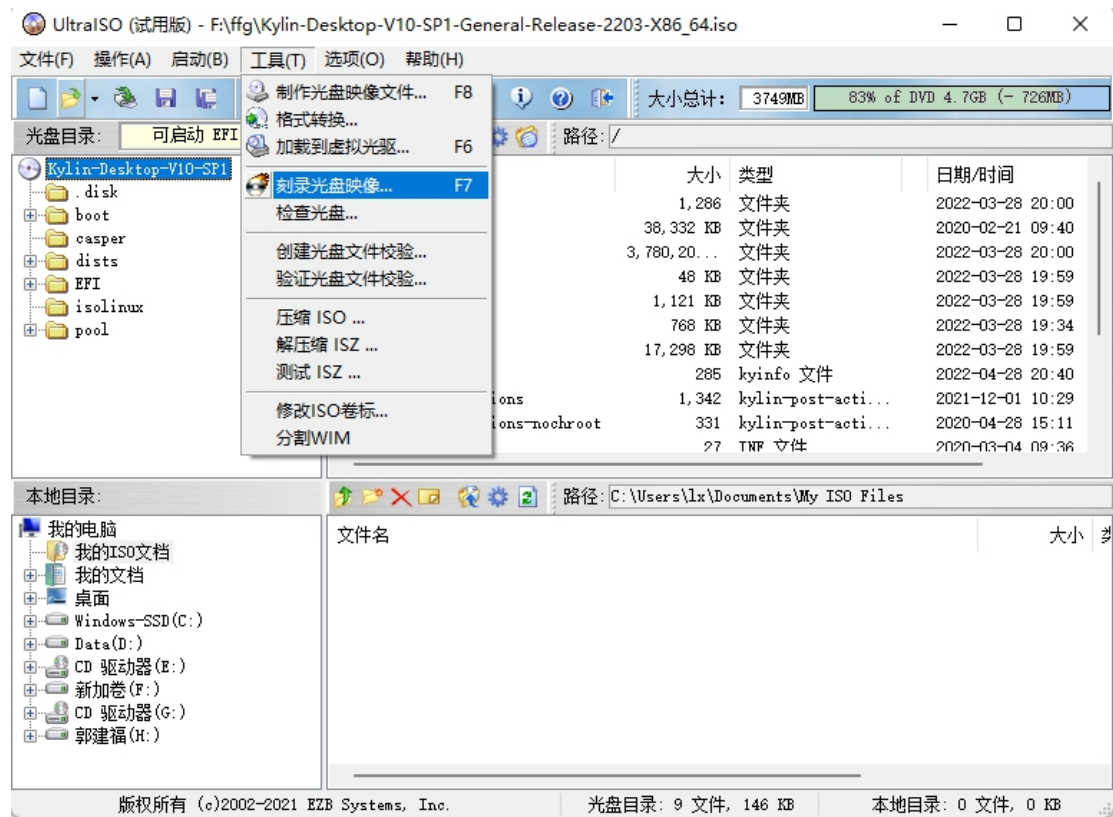 UltraISO (试用版) - F:\ffg\Kylin-Desktop-V10-SP1-General-Release-2203-X86_64.iso
文件(F) 操作(A) 启动(B) 工具(T) 选项(O) 帮助(H)
大小总计: 3749MB 83% of DVD 4.7GB (- 726MB)
光盘目录: 可启动 EFI 路径: /
制作光盘映像文件... F8
格式转换...
加载到虚拟光驱... F6
刻录光盘映像... F7
检查光盘...
创建光盘文件校验...
验证光盘文件校验...
压缩 ISO ...
解压缩 ISZ ...
测试 ISZ ...
修改ISO卷标...
分割WIM
Kylin-Desktop-V10-SP1
.disk
boot
casper
dists
EFI
isolinux
pool
大小 类型 日期/时间
1,286 文件夹 2022-03-28 20:00
38,332 KB 文件夹 2020-02-21 09:40
3,780,20... 文件夹 2022-03-28 20:00
48 KB 文件夹 2022-03-28 19:59
1,121 KB 文件夹 2022-03-28 19:59
768 KB 文件夹 2022-03-28 19:34
17,298 KB 文件夹 2022-03-28 19:59
285 kyinfo 文件 2022-04-28 20:40
ions 1,342 kylin-post-acti... 2021-12-01 10:29
ions-nochroot 331 kylin-post-acti... 2020-04-28 15:11
27 INF 文件 2020-03-04 09:36
本地目录: 路径: C:\Users\lx\Documents\My ISO Files
我的电脑
我的ISO文档
我的文档
桌面
Windows-SSD(C:)
Data(D:)
CD 驱动器(E:)
新加卷(F:)
CD 驱动器(G:)
郭建福(H:)
文件名 大小
版权所有 (c)2002-2021 EZB Systems, Inc. 光盘目录: 9 文件, 146 KB 本地目录: 0 文件, 0 KB